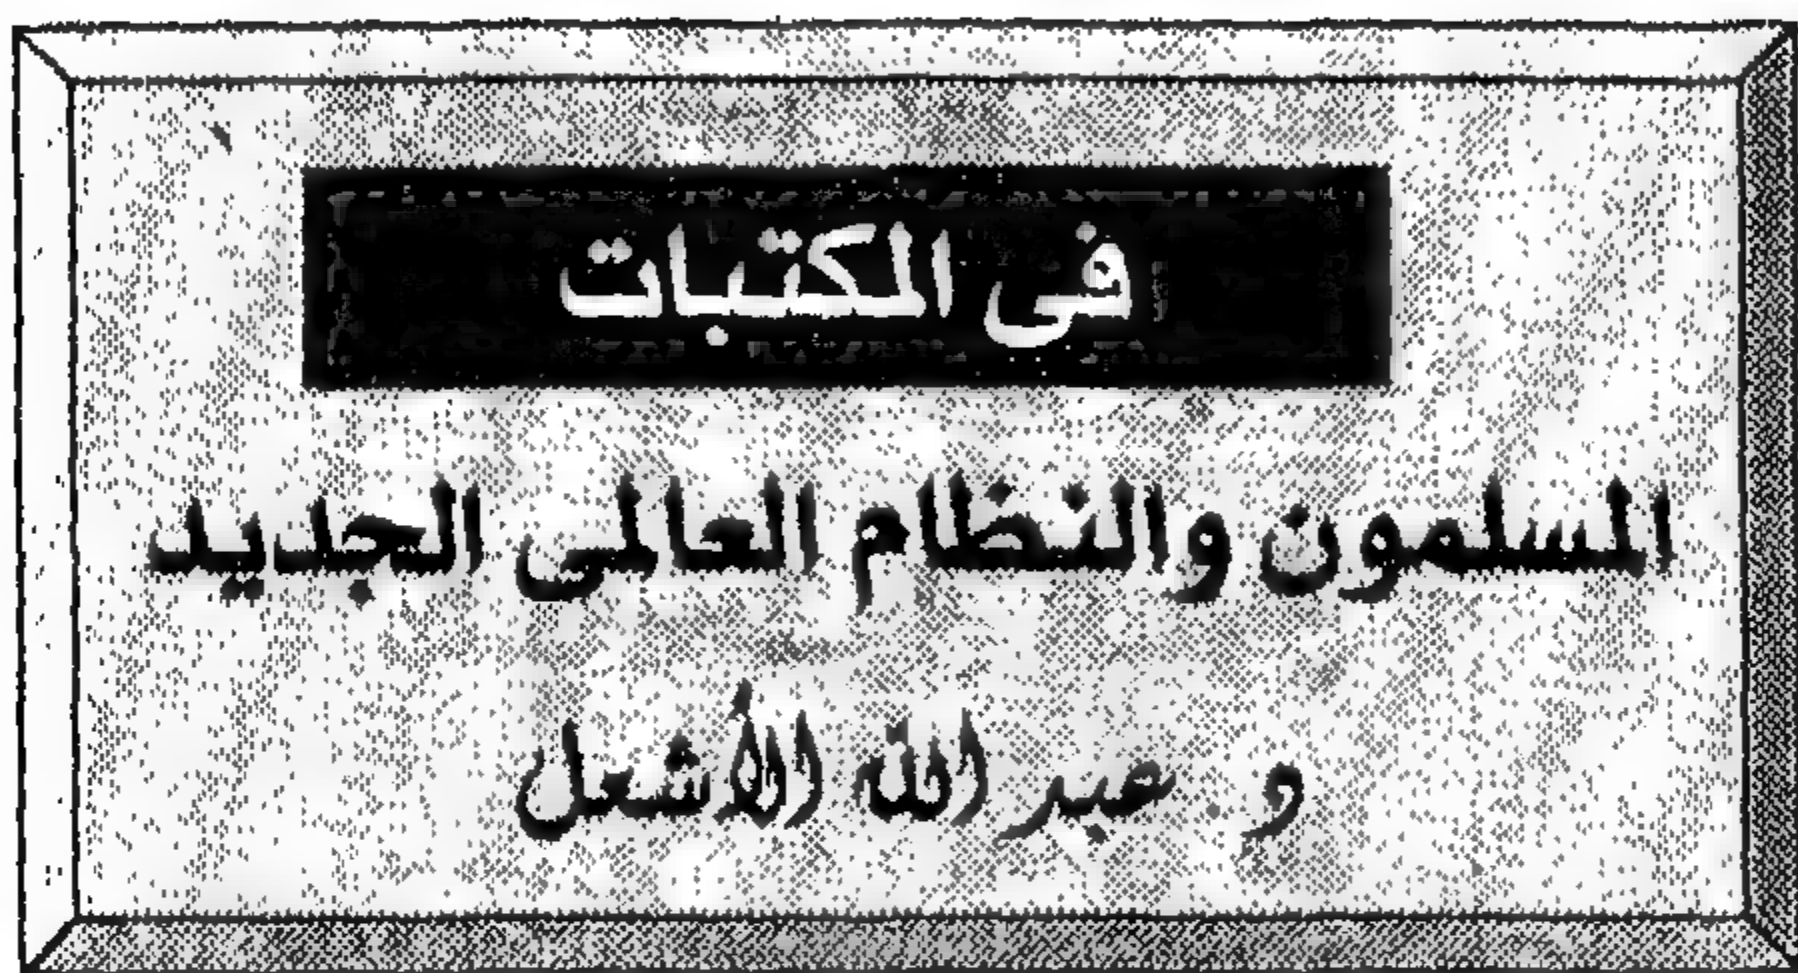 فى المكتبات
المسلمون والنظام العالمى الجديد
د. عبد الله الأشعل